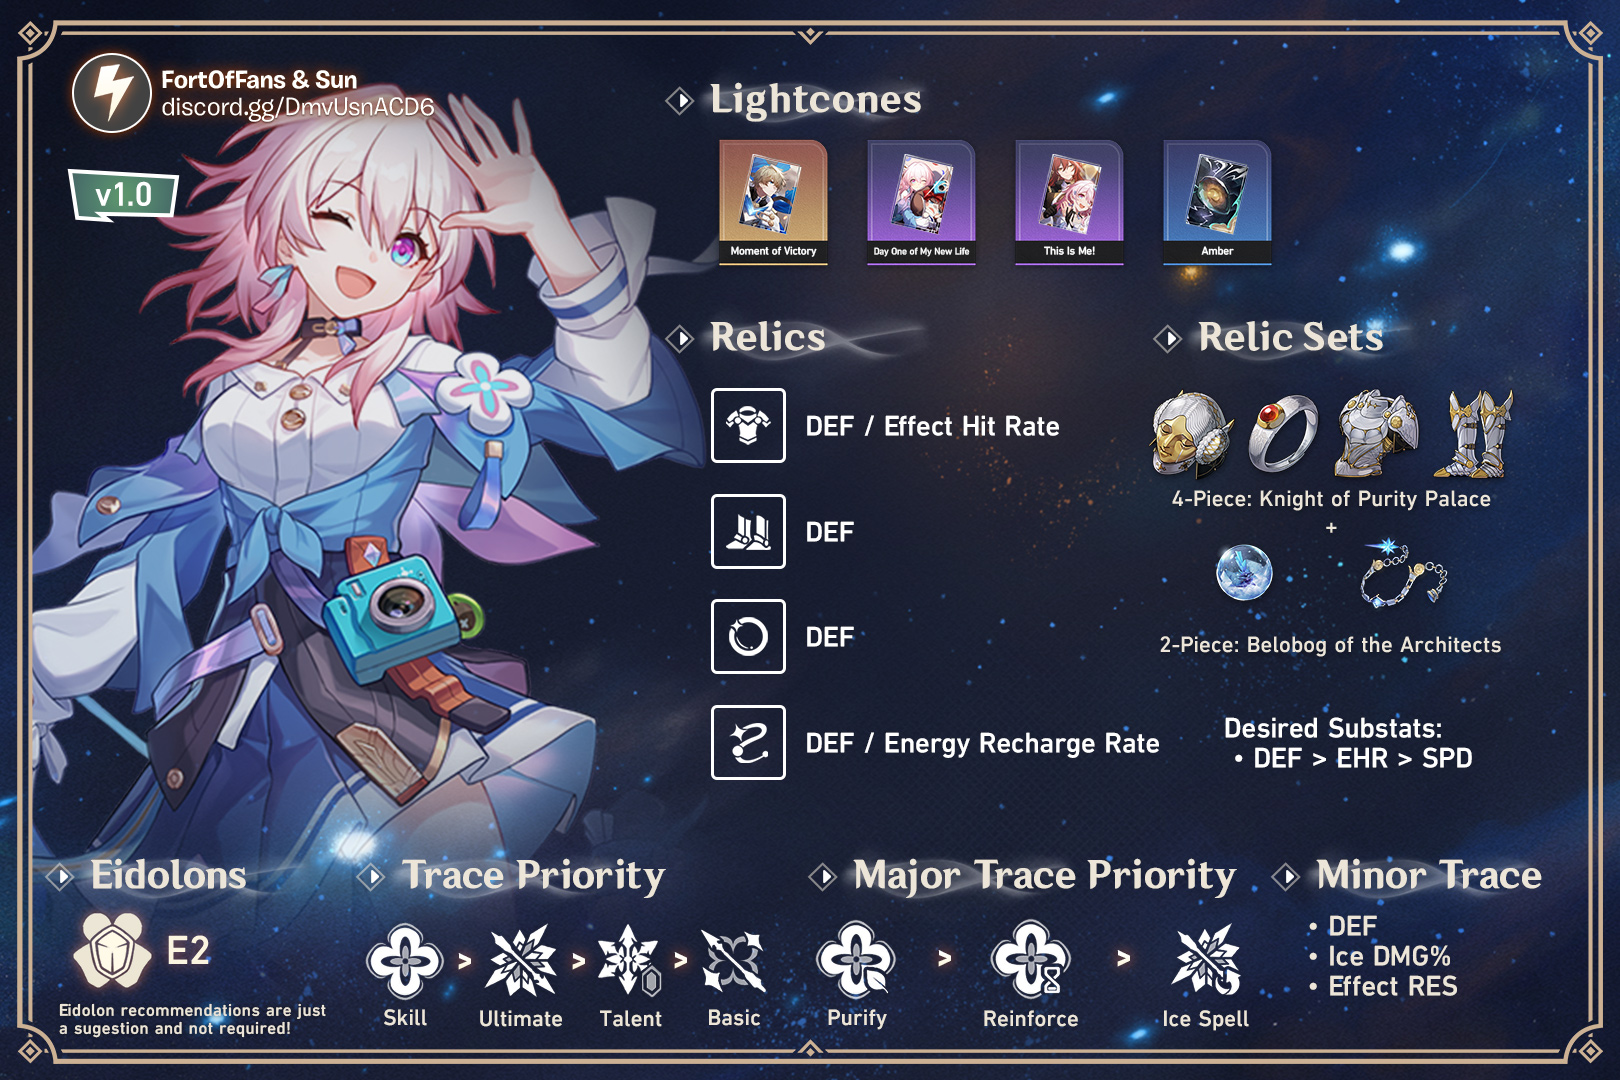 FortOfFans & Sun
discord.gg/DmvUsnACD6
v1.0
Lightcones
Moment of Victory
Day One of My New Life
This Is Me!
Amber
Relics
DEF / Effect Hit Rate
DEF
DEF
DEF / Energy Recharge Rate
Relic Sets
4-Piece: Knight of Purity Palace
+
2-Piece: Belobog of the Architects
Desired Substats:
• DEF > EHR > SPD
Eidolons
E2
Eidolon recommendations are just
a sugestion and not required!
Trace Priority
Skill > Ultimate > Talent > Basic
Major Trace Priority
Purify > Reinforce > Ice Spell
Minor Trace
• DEF
• Ice DMG%
• Effect RES